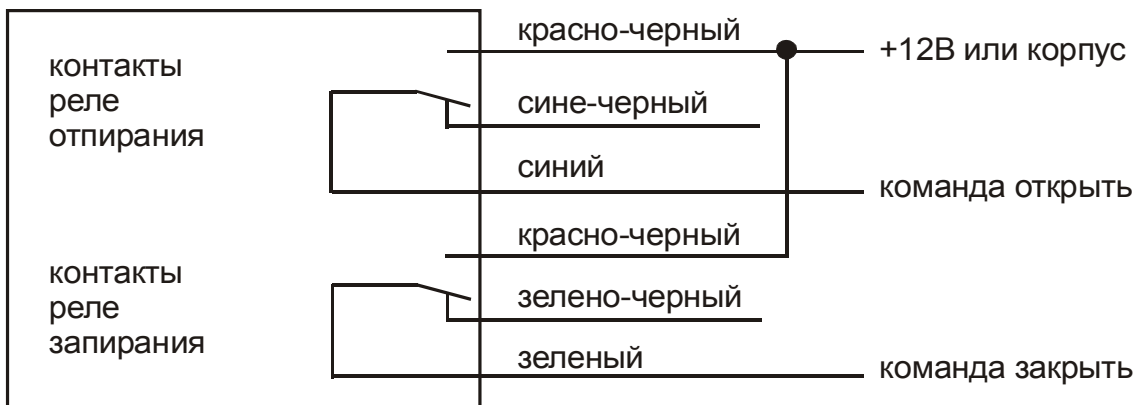 красно-черный
+12В или корпус
контакты
реле
отпирания
сине-черный
синий
команда открыть
красно-черный
контакты
реле
запирания
зелено-черный
зеленый
команда закрыть